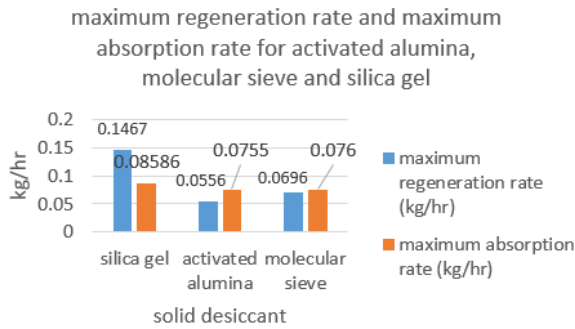 maximum regeneration rate and maximum
absorption rate for activated alumina,
molecular sieve and silica gel
0.2
0.15
0.1
0.05
0
kg/hr
0.1467
0.08586
0.0556
0.0755
0.0696
0.076
silica gel
activated
alumina
molecular
sieve
solid desiccant
maximum
regeneration rate
(kg/hr)
maximum absorption
rate (kg/hr)